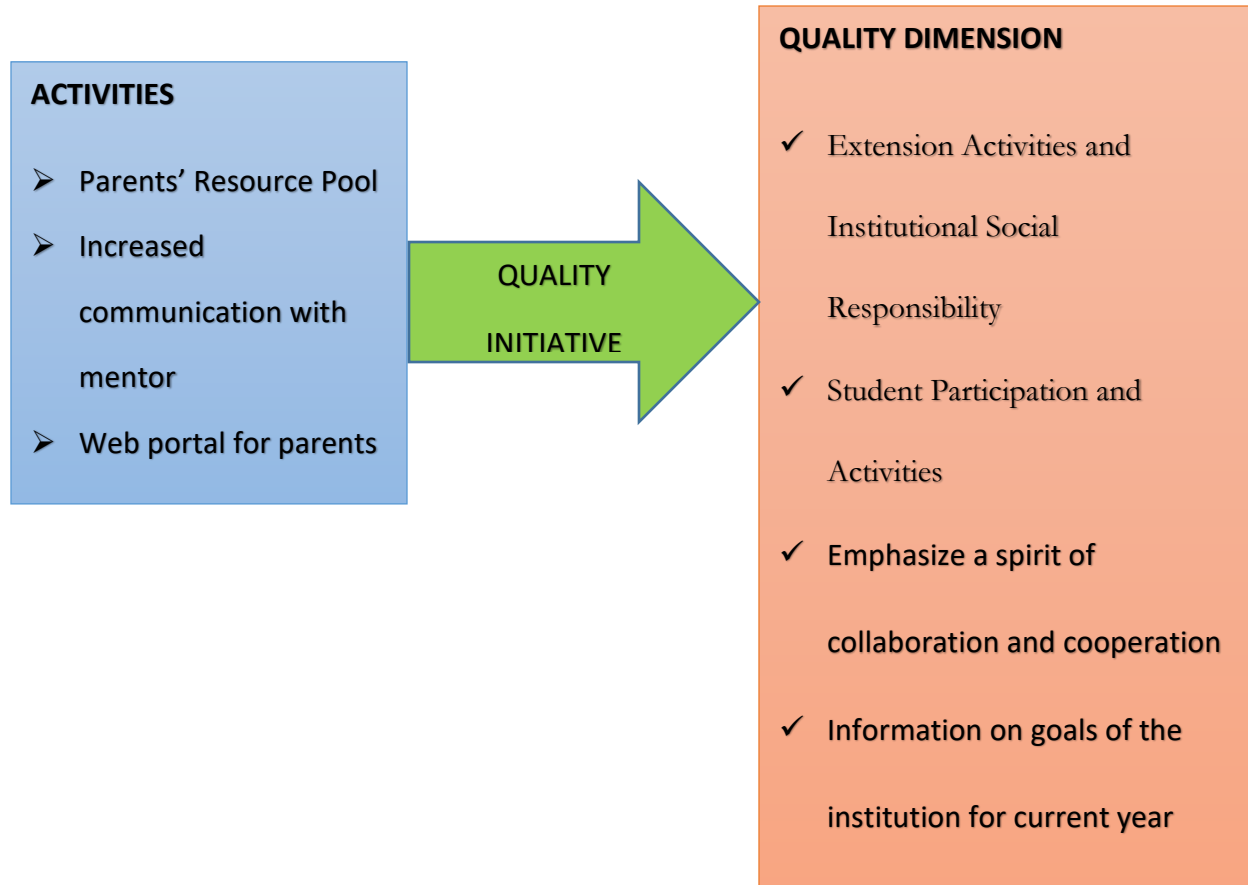 ACTIVITIES
➢ Parents’ Resource Pool
➢ Increased
communication with
mentor
➢ Web portal for parents
QUALITY
INITIATIVE
QUALITY DIMENSION
✓ Extension Activities and
Institutional Social
Responsibility
✓ Student Participation and
Activities
✓ Emphasize a spirit of
collaboration and cooperation
✓ Information on goals of the
institution for current year